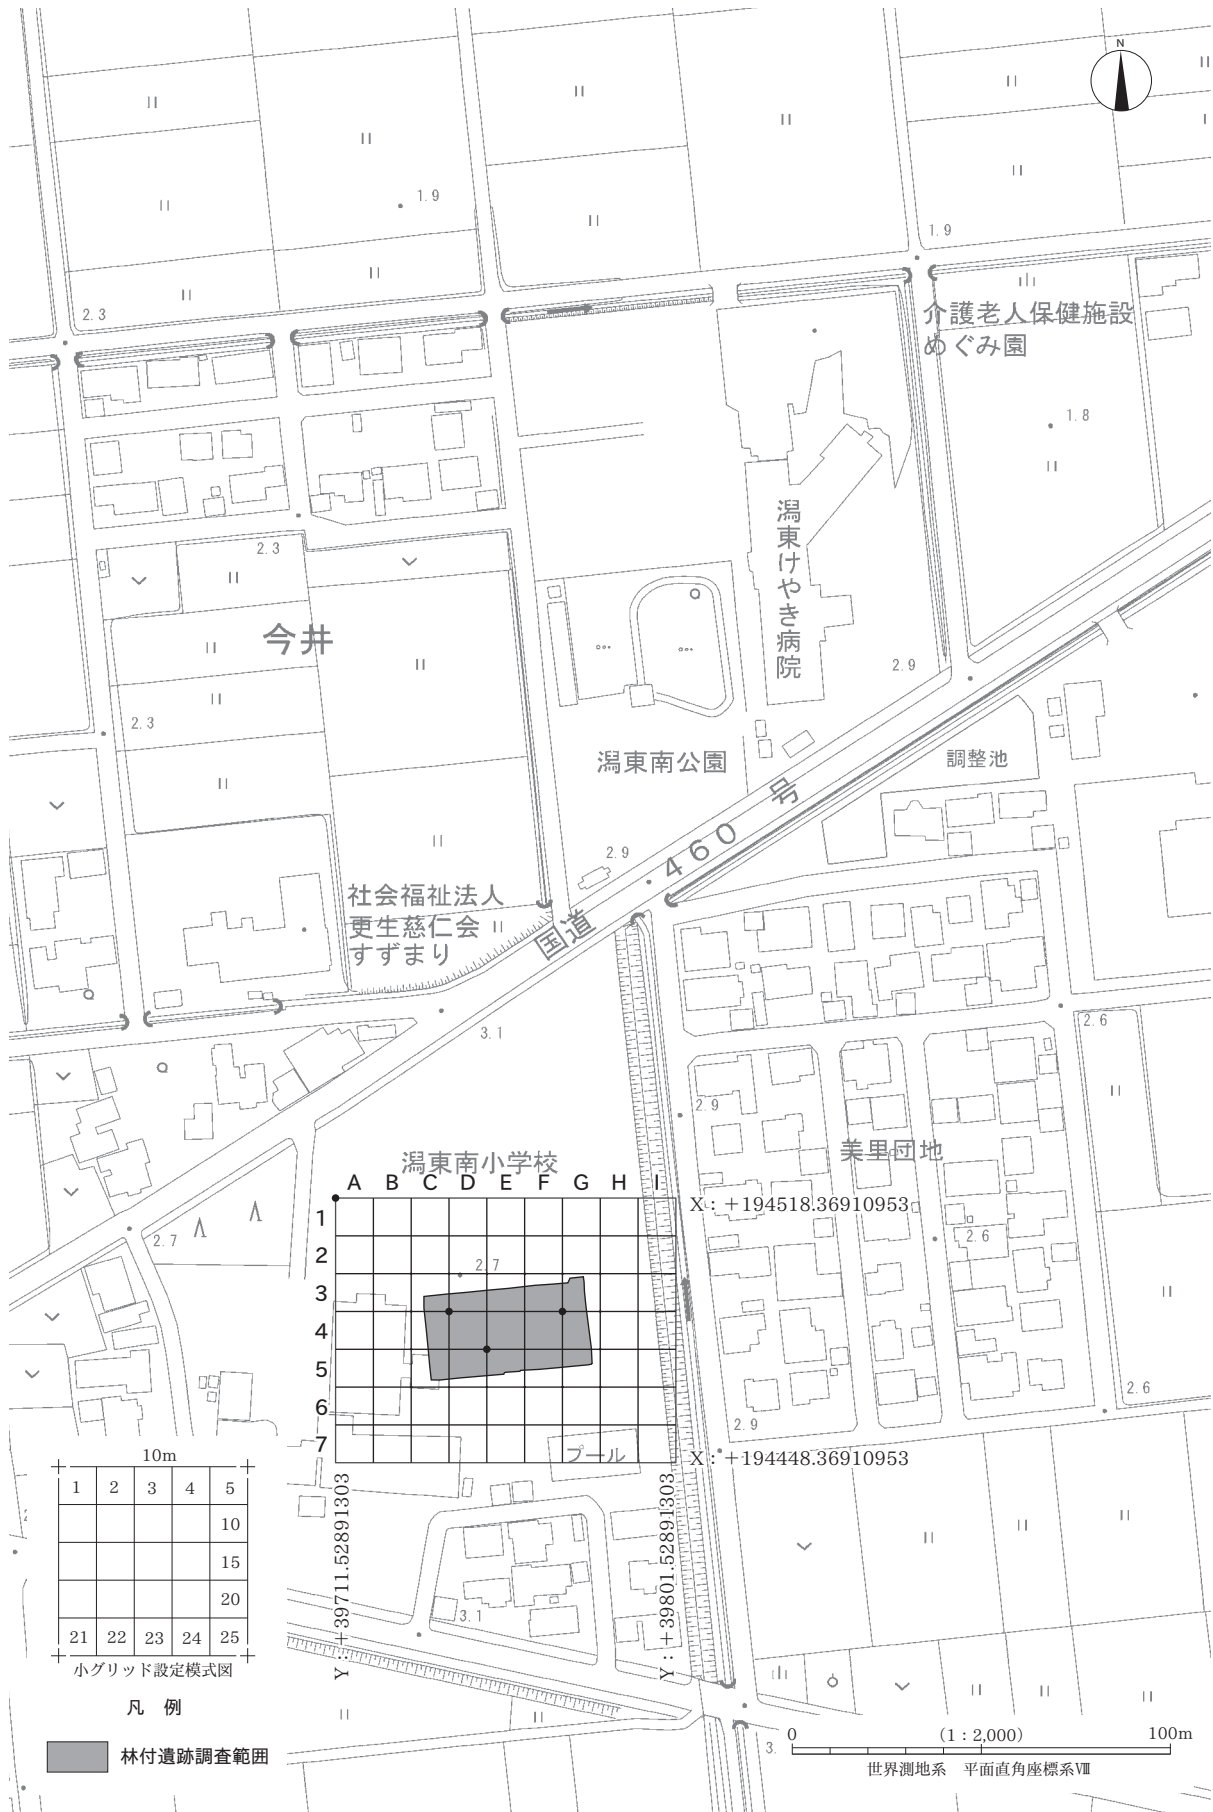 N
1.9
1.9
介護老人保健施設
めぐみ園
2.3
1.8
潟東けやき病院
2.3
今井
2.3
2.9
潟東南公園
調整池
国道460号
2.9
社会福祉法人
更生慈仁会
すずまり
3.1
2.6
2.9
美里団地
潟東南小学校
A B C D E F G H I
X:+194518.36910953
1
2
3
4
5
6
7
2.7
2.7
2.6
2.6
2.9
プール
X:+194448.36910953
Y:+39711.52891303
Y:+39801.52891303
3.1
10m
1 2 3 4 5
10
15
20
21 22 23 24 25
小グリッド設定模式図
凡 例
林付遺跡調査範囲
3.
0 (1:2,000) 100m
世界測地系 平面直角座標系Ⅷ